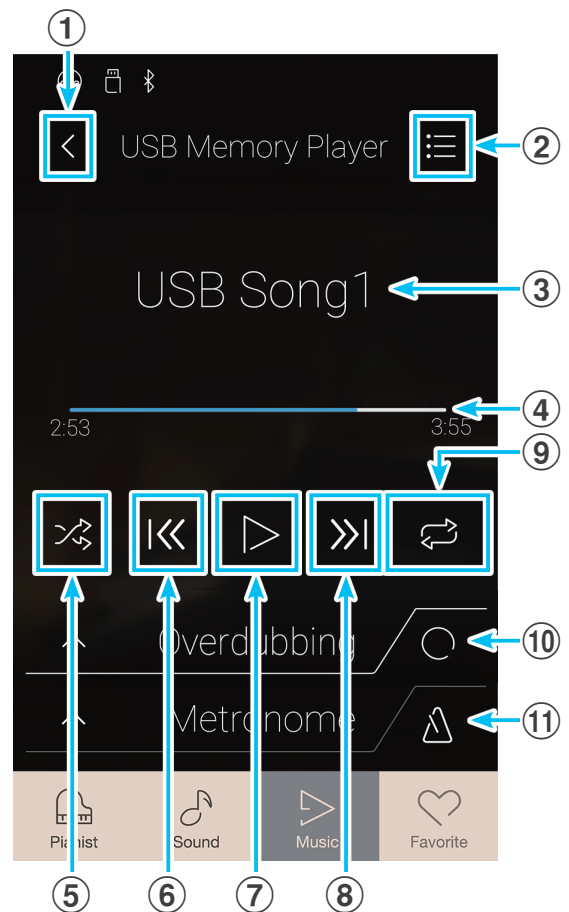 ①
USB Memory Player
②
USB Song1
③
④
2:53
3:55
⑨
Overdubbing
⑩
Metronome
⑪
Pianist
Sound
Music
Favorite
⑤
⑥
⑦
⑧